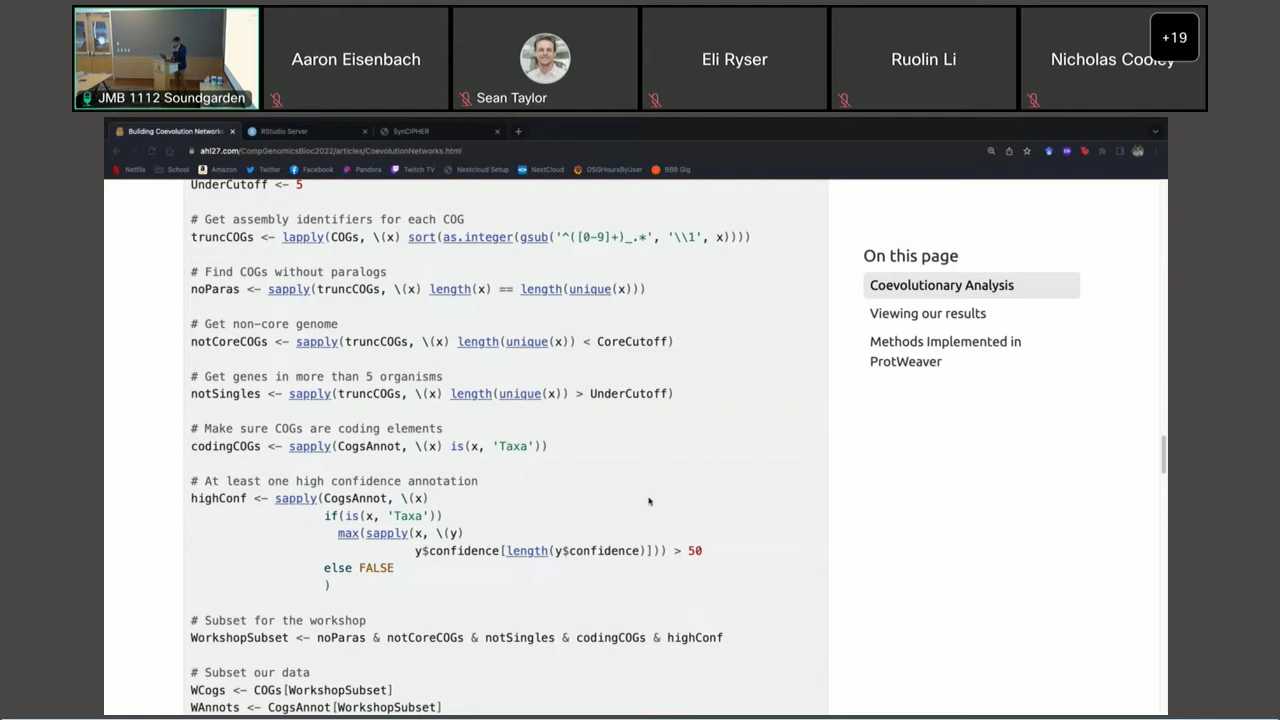 JMB 1112 Soundgarden
Aaron Eisenbach
Sean Taylor
Eli Ryser
Ruolin Li
Nicholas Cooley
+19
Building Coevolution Networks
RStudio Server
SynCIPHER
ahl27.com/CompGenomicsBioc2022/articles/CoevolutionNetworks.html
Netflix
School
Amazon
Twitter
Facebook
Pandora
Twitch TV
Nextcloud Setup
NextCloud
OSGHoursByUser
BBB Gig
UnderCutoff <- 5
# Get assembly identifiers for each COG
truncCOGs <- lapply(COGs, \(x) sort(as.integer(gsub('^([0-9]+)_.*', '\\1', x))))
# Find COGs without paralogs
noParas <- sapply(truncCOGs, \(x) length(x) == length(unique(x)))
# Get non-core genome
notCoreCOGs <- sapply(truncCOGs, \(x) length(unique(x)) < CoreCutoff)
# Get genes in more than 5 organisms
notSingles <- sapply(truncCOGs, \(x) length(unique(x)) > UnderCutoff)
# Make sure COGs are coding elements
codingCOGs <- sapply(CogsAnnot, \(x) is(x, 'Taxa'))
# At least one high confidence annotation
highConf <- sapply(CogsAnnot, \(x)
if(is(x, 'Taxa'))
max(sapply(x, \(y)
y$confidence[length(y$confidence)])) > 50
else FALSE
)
# Subset for the workshop
WorkshopSubset <- noParas & notCoreCOGs & notSingles & codingCOGs & highConf
# Subset our data
WCogs <- COGs[WorkshopSubset]
WAnnots <- CogsAnnot[WorkshopSubset]
On this page
Coevolutionary Analysis
Viewing our results
Methods Implemented in
ProtWeaver